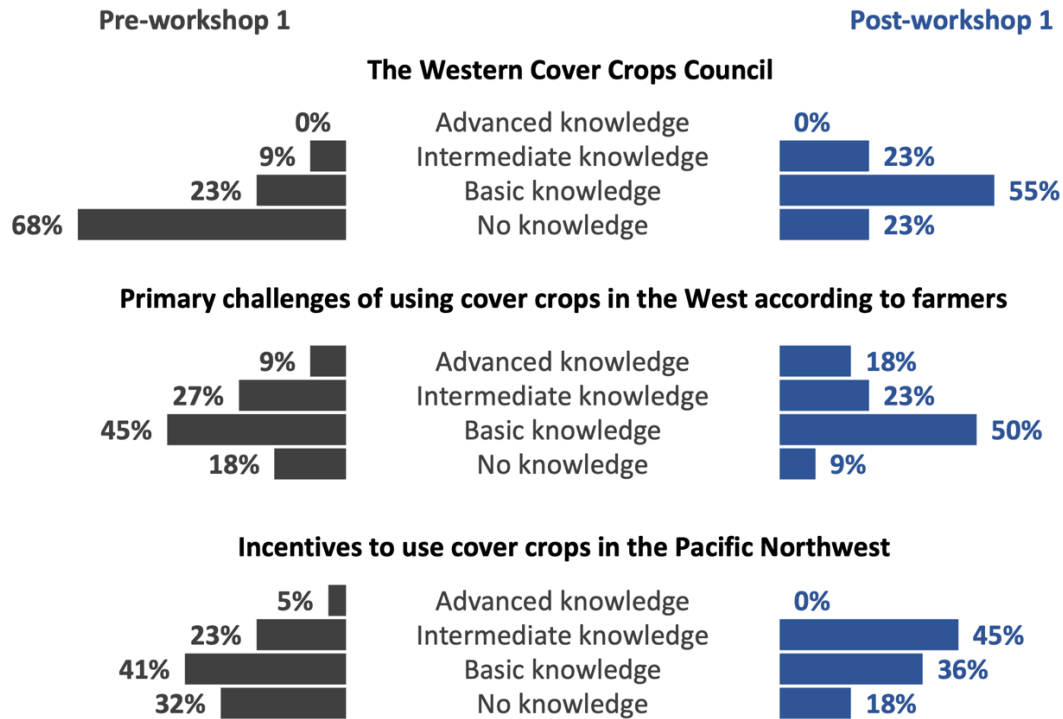 Pre-workshop 1 Post-workshop 1
The Western Cover Crops Council
0% Advanced knowledge 0%
9% Intermediate knowledge 23%
23% Basic knowledge 55%
68% No knowledge 23%
Primary challenges of using cover crops in the West according to farmers
9% Advanced knowledge 18%
27% Intermediate knowledge 23%
45% Basic knowledge 50%
18% No knowledge 9%
Incentives to use cover crops in the Pacific Northwest
5% Advanced knowledge 0%
23% Intermediate knowledge 45%
41% Basic knowledge 36%
32% No knowledge 18%